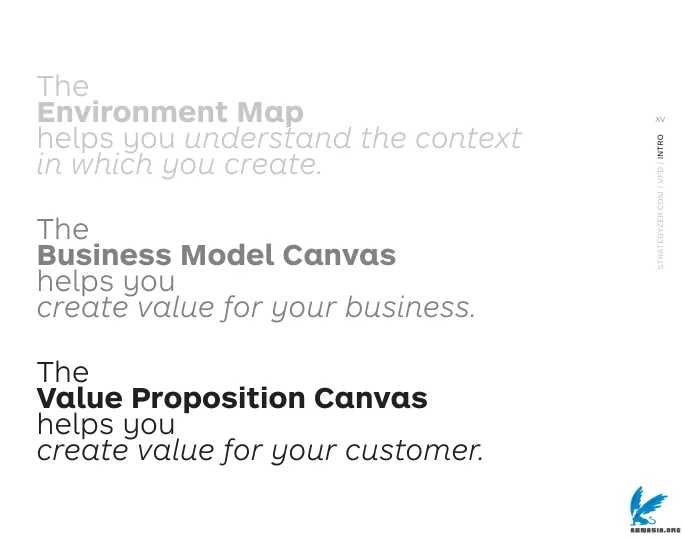 The
Environment Map
helps you understand the context
in which you create.
The
Business Model Canvas
helps you
create value for your business.
The
Value Proposition Canvas
helps you
create value for your customer.
XV
STRATEGYZER.COM / VPD / INTRO
ABNASIA.ORG